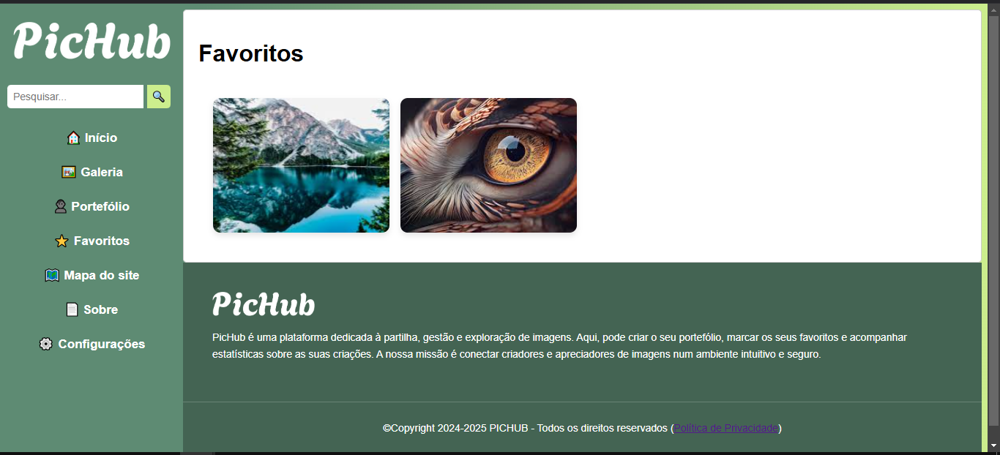 PicHub
Pesquisar...
Início
Galeria
Portefólio
Favoritos
Mapa do site
Sobre
Configurações
Favoritos
PicHub
PicHub é uma plataforma dedicada à partilha, gestão e exploração de imagens. Aqui, pode criar o seu portefólio, marcar os seus favoritos e acompanhar
estatísticas sobre as suas criações. A nossa missão é conectar criadores e apreciadores de imagens num ambiente intuitivo e seguro.
©Copyright 2024-2025 PICHUB - Todos os direitos reservados (Política de Privacidade)